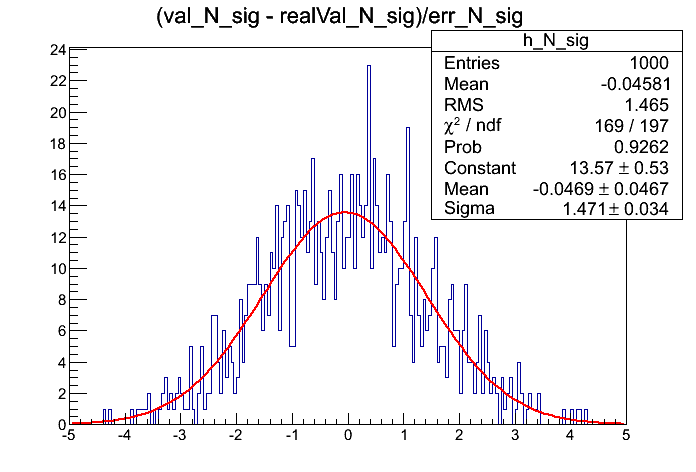 (val_N_sig - realVal_N_sig)/err_N_sig
h_N_sig
Entries 1000
Mean -0.04581
RMS 1.465
χ² / ndf 169 / 197
Prob 0.9262
Constant 13.57 ± 0.53
Mean -0.0469 ± 0.0467
Sigma 1.471 ± 0.034
24
22
20
18
16
14
12
10
8
6
4
2
0
-5 -4 -3 -2 -1 0 1 2 3 4 5